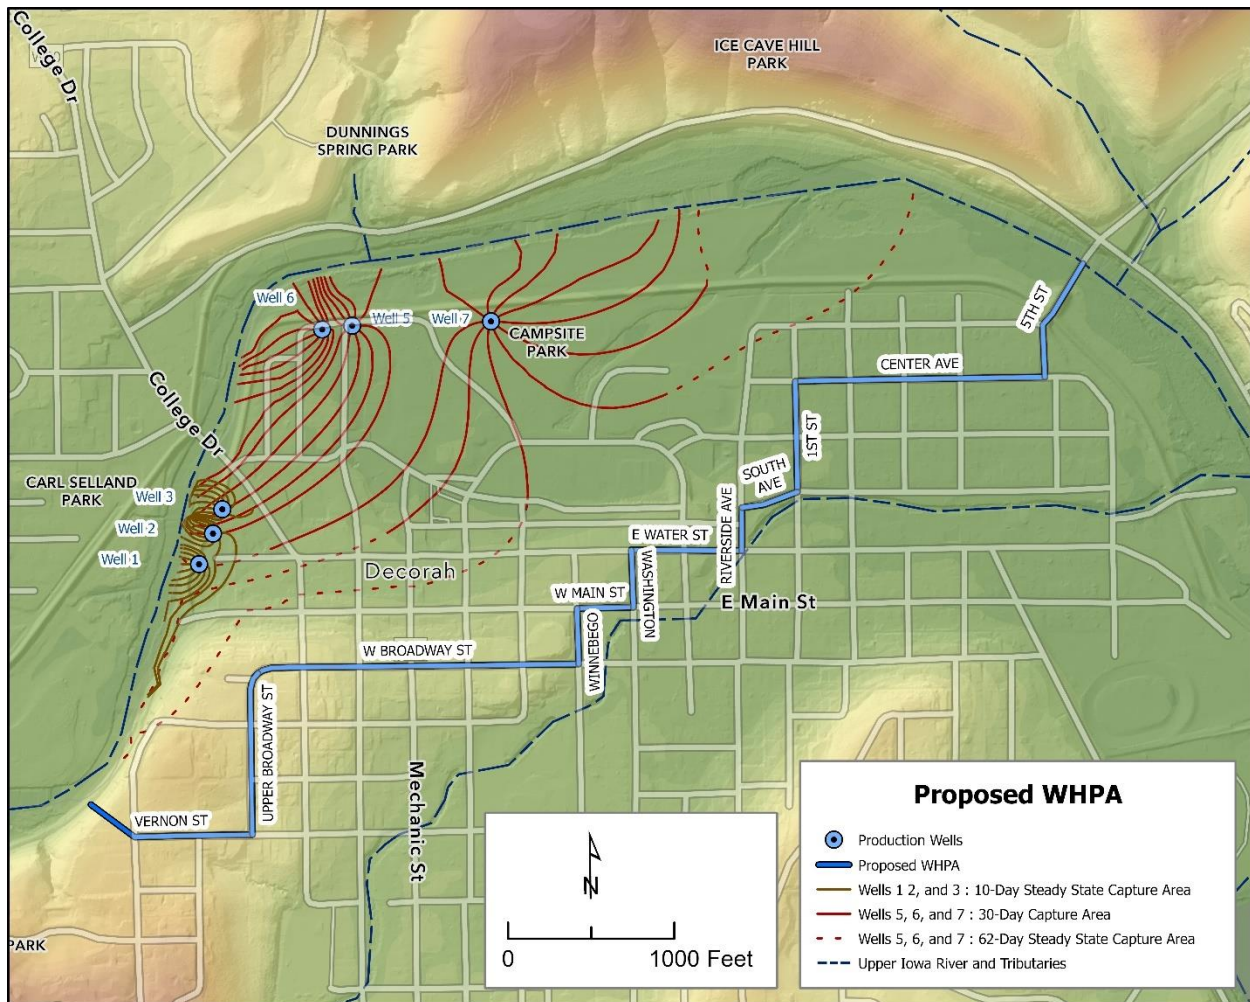 College Dr
ICE CAVE HILL
PARK
DUNNINGS
SPRING PARK
Well 6
Well 5
Well 7
CAMPSITE
PARK
5TH ST
CENTER AVE
College Dr
1ST ST
SOUTH
AVE
CARL SELLAND
PARK
Well 3
Well 2
Well 1
RIVERSIDE AVE
E WATER ST
WASHINGTON
Decorah
W MAIN ST
E Main St
WINNEBEGO
W BROADWAY ST
UPPER BROADWAY ST
Mechanic St
VERNON ST
PARK
N
0
1000 Feet
Proposed WHPA
Production Wells
Proposed WHPA
Wells 1 2, and 3 : 10-Day Steady State Capture Area
Wells 5, 6, and 7 : 30-Day Capture Area
Wells 5, 6, and 7 : 62-Day Steady State Capture Area
Upper Iowa River and Tributaries